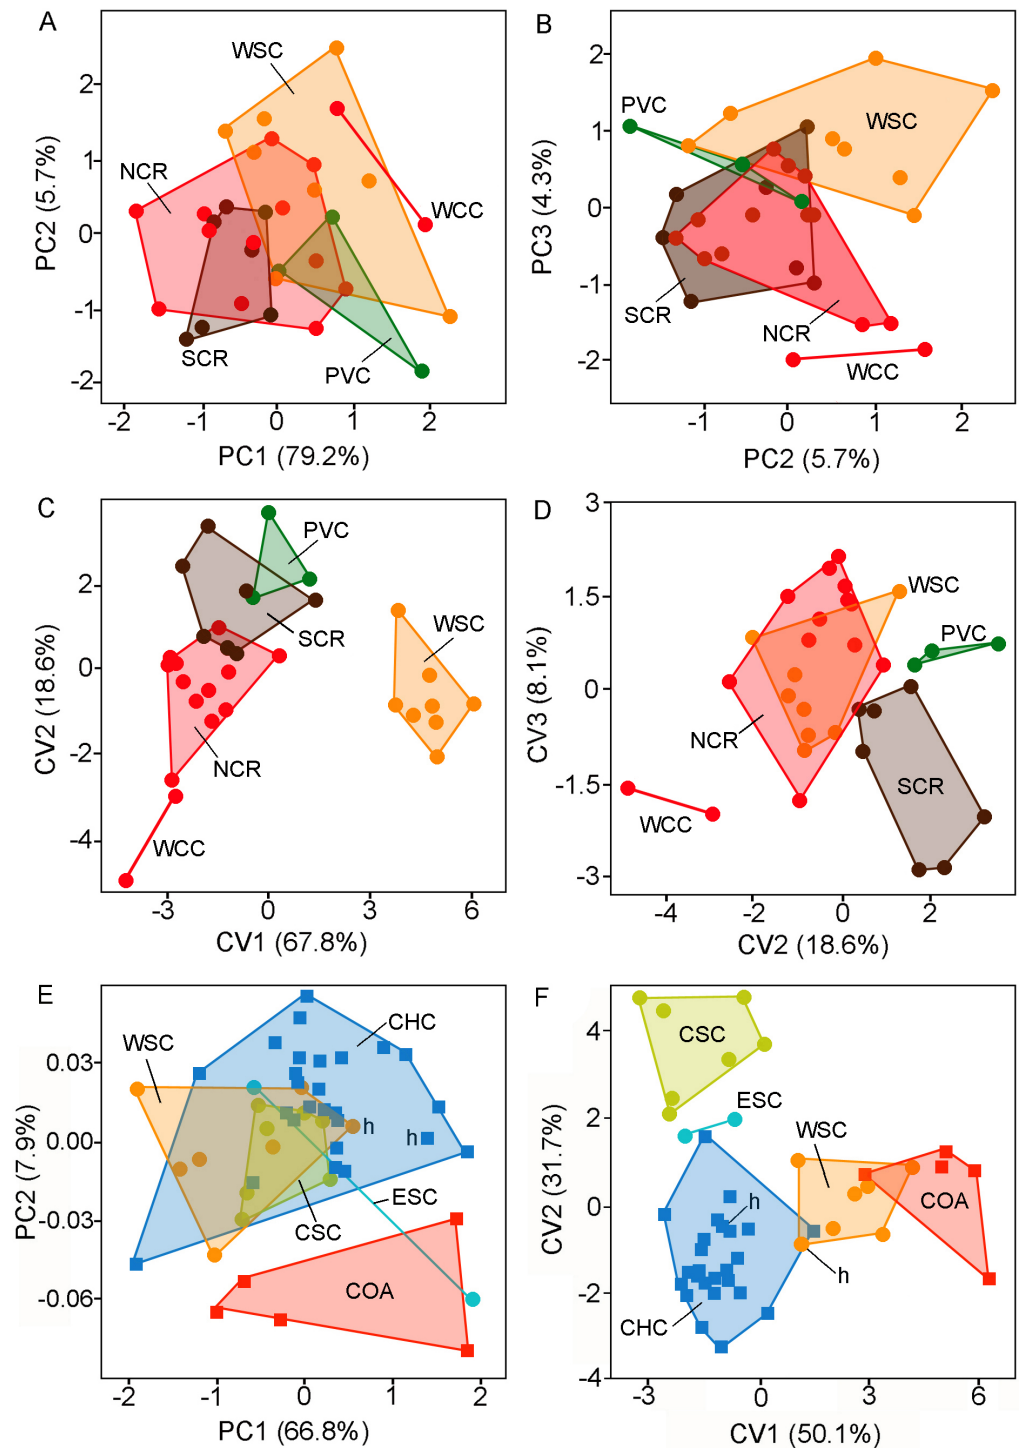 A
WSC
NCR
WCC
SCR
PVC
2
1
0
-1
-2
-2 -1 0 1 2
PC2 (5.7%)
PC1 (79.2%)
B
PVC
WSC
SCR
NCR
WCC
2
1
0
-1
-2
-1 0 1 2
PC3 (4.3%)
PC2 (5.7%)
C
PVC
SCR
WSC
NCR
WCC
2
0
-2
-4
-3 0 3 6
CV2 (18.6%)
CV1 (67.8%)
D
WSC
PVC
NCR
SCR
WCC
3
1.5
0
-1.5
-3
-4 -2 0 2
CV3 (8.1%)
CV2 (18.6%)
E
CHC
WSC
h
h
ESC
CSC
COA
0.03
0.00
-0.03
-0.06
-2 -1 0 1 2
PC2 (7.9%)
PC1 (66.8%)
F
CSC
ESC
WSC
COA
h
h
CHC
4
2
0
-2
-4
-3 0 3 6
CV2 (31.7%)
CV1 (50.1%)